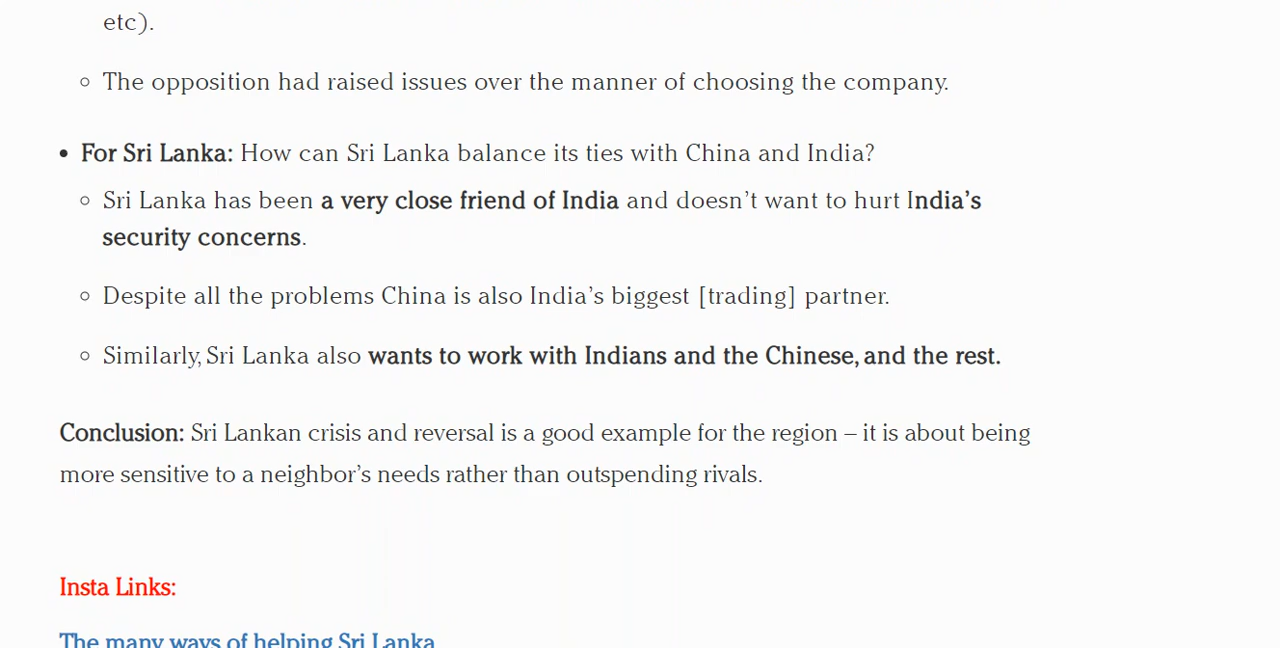 etc).
The opposition had raised issues over the manner of choosing the company.
For Sri Lanka: How can Sri Lanka balance its ties with China and India?
Sri Lanka has been a very close friend of India and doesn’t want to hurt India’s
security concerns.
Despite all the problems China is also India’s biggest [trading] partner.
Similarly, Sri Lanka also wants to work with Indians and the Chinese, and the rest.
Conclusion: Sri Lankan crisis and reversal is a good example for the region – it is about being
more sensitive to a neighbor’s needs rather than outspending rivals.
Insta Links:
The many ways of helping Sri Lanka